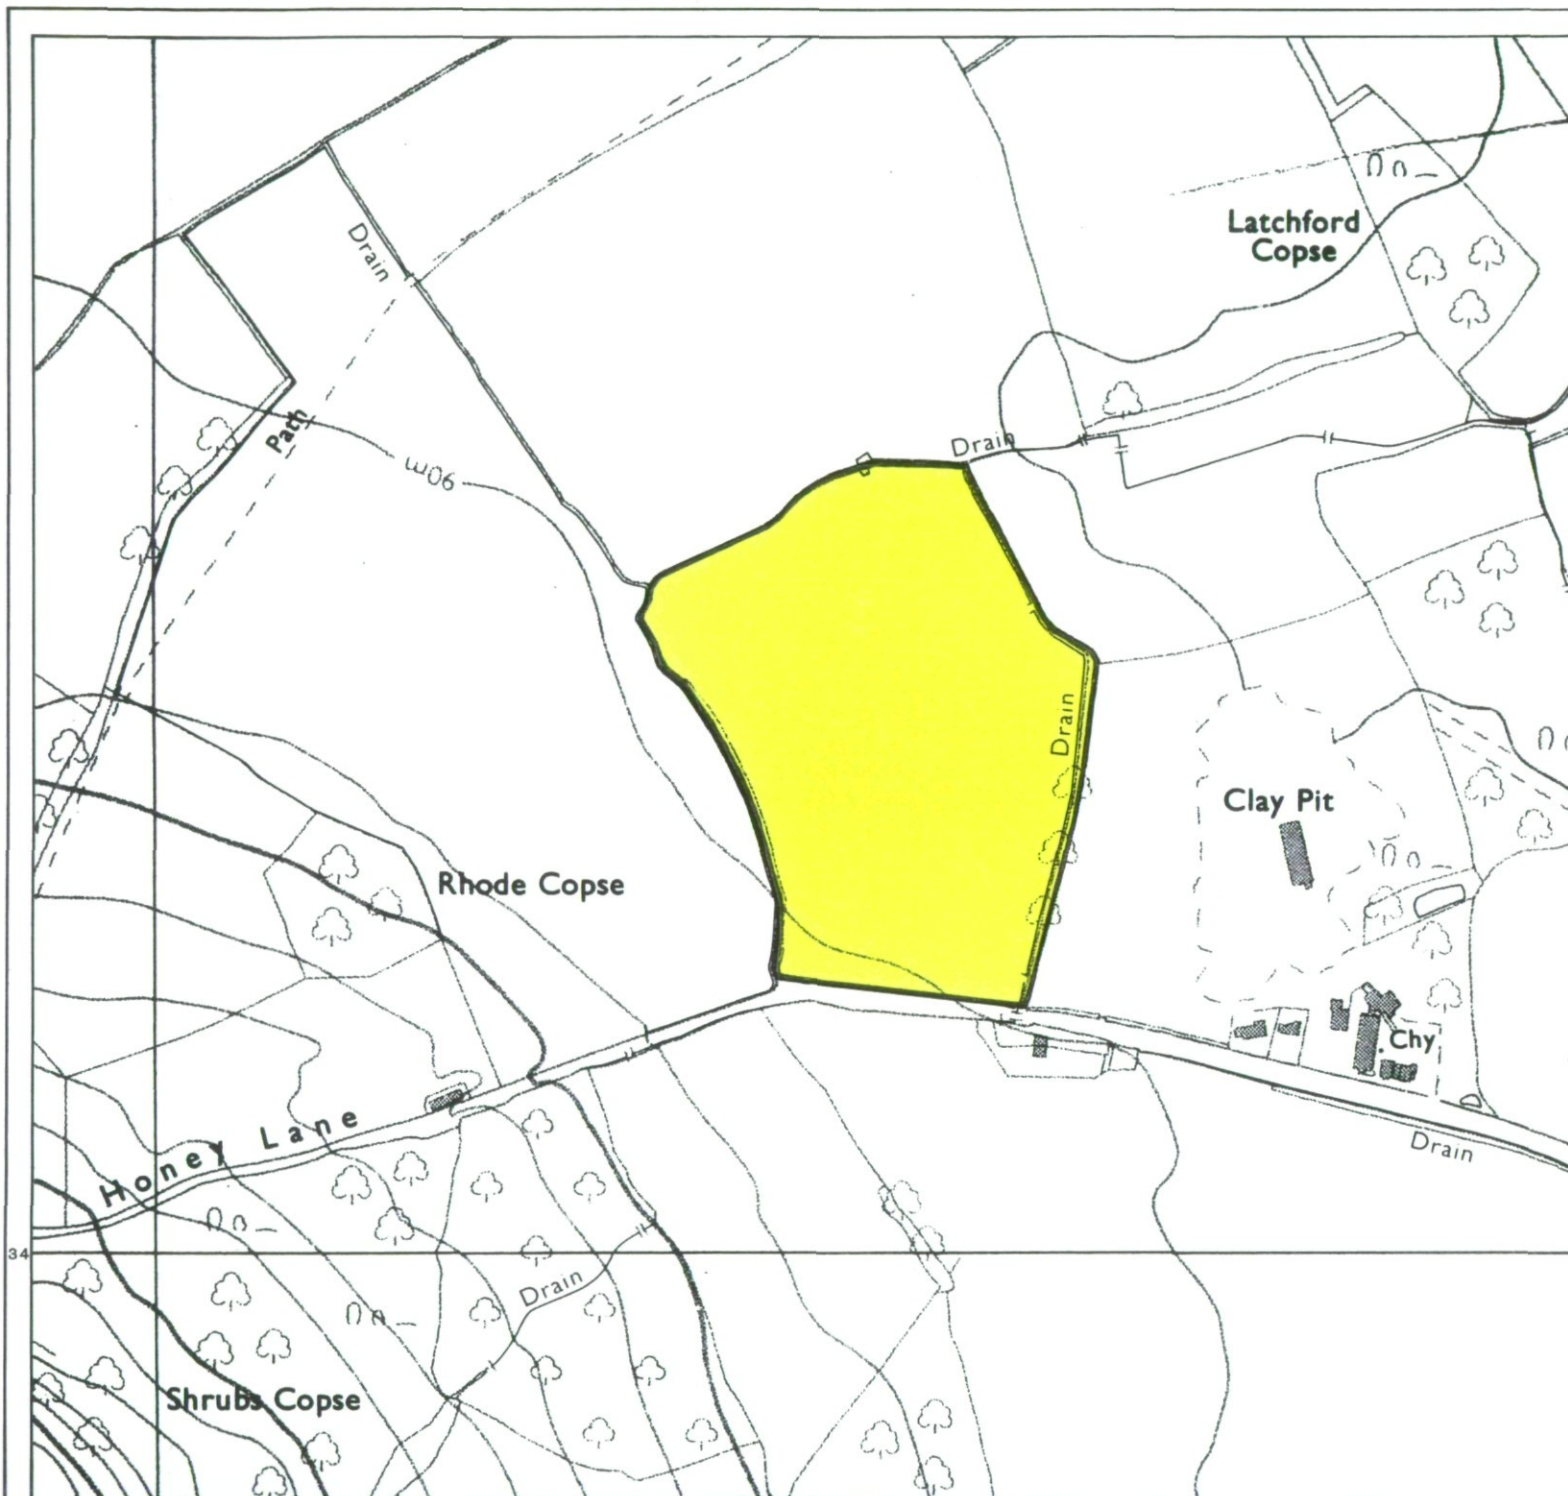 Drain
Latchford
Copse
Path
90m
Drain
Drain
Clay Pit
Rhode Copse
Chy
Honey Lane
Drain
34
Drain
Shrubs Copse